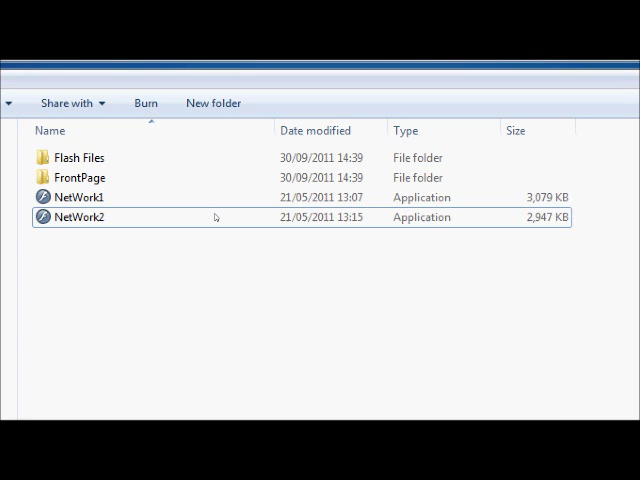 Share with Burn New folder
Name Date modified Type Size
Flash Files 30/09/2011 14:39 File folder
FrontPage 30/09/2011 14:39 File folder
NetWork1 21/05/2011 13:07 Application 3,079 KB
NetWork2 21/05/2011 13:15 Application 2,947 KB